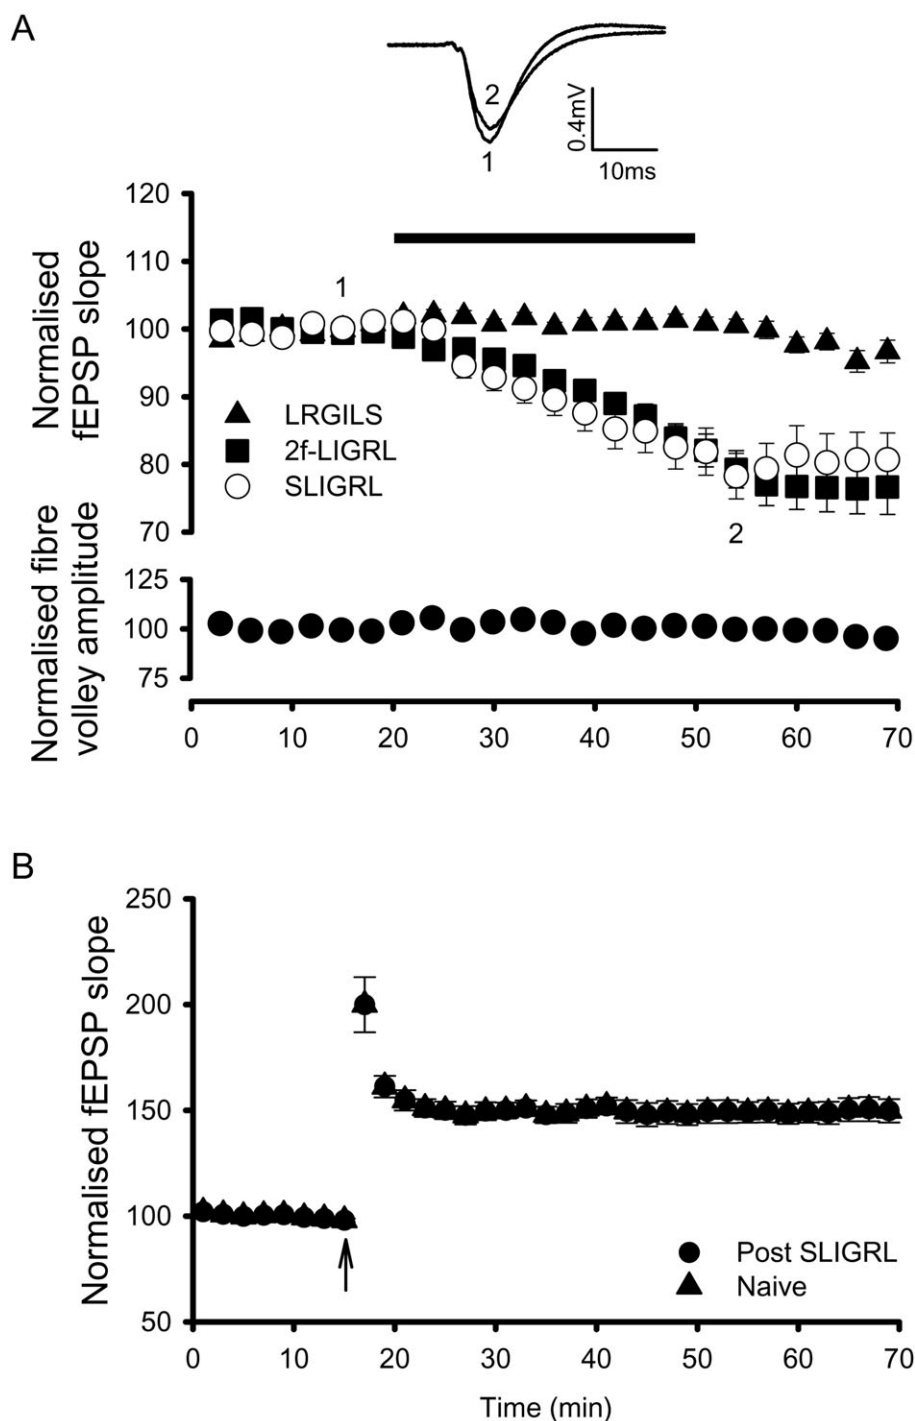 A
2
1
0.4mV
10ms
Normalised
fEPSP slope
120
110
100
90
80
70
1
2
LRGILS
2f-LIGRL
SLIGRL
Normalised fibre
volley amplitude
125
100
75
0 10 20 30 40 50 60 70
B
Normalised fEPSP slope
250
200
150
100
50
Post SLIGRL
Naive
0 10 20 30 40 50 60 70
Time (min)